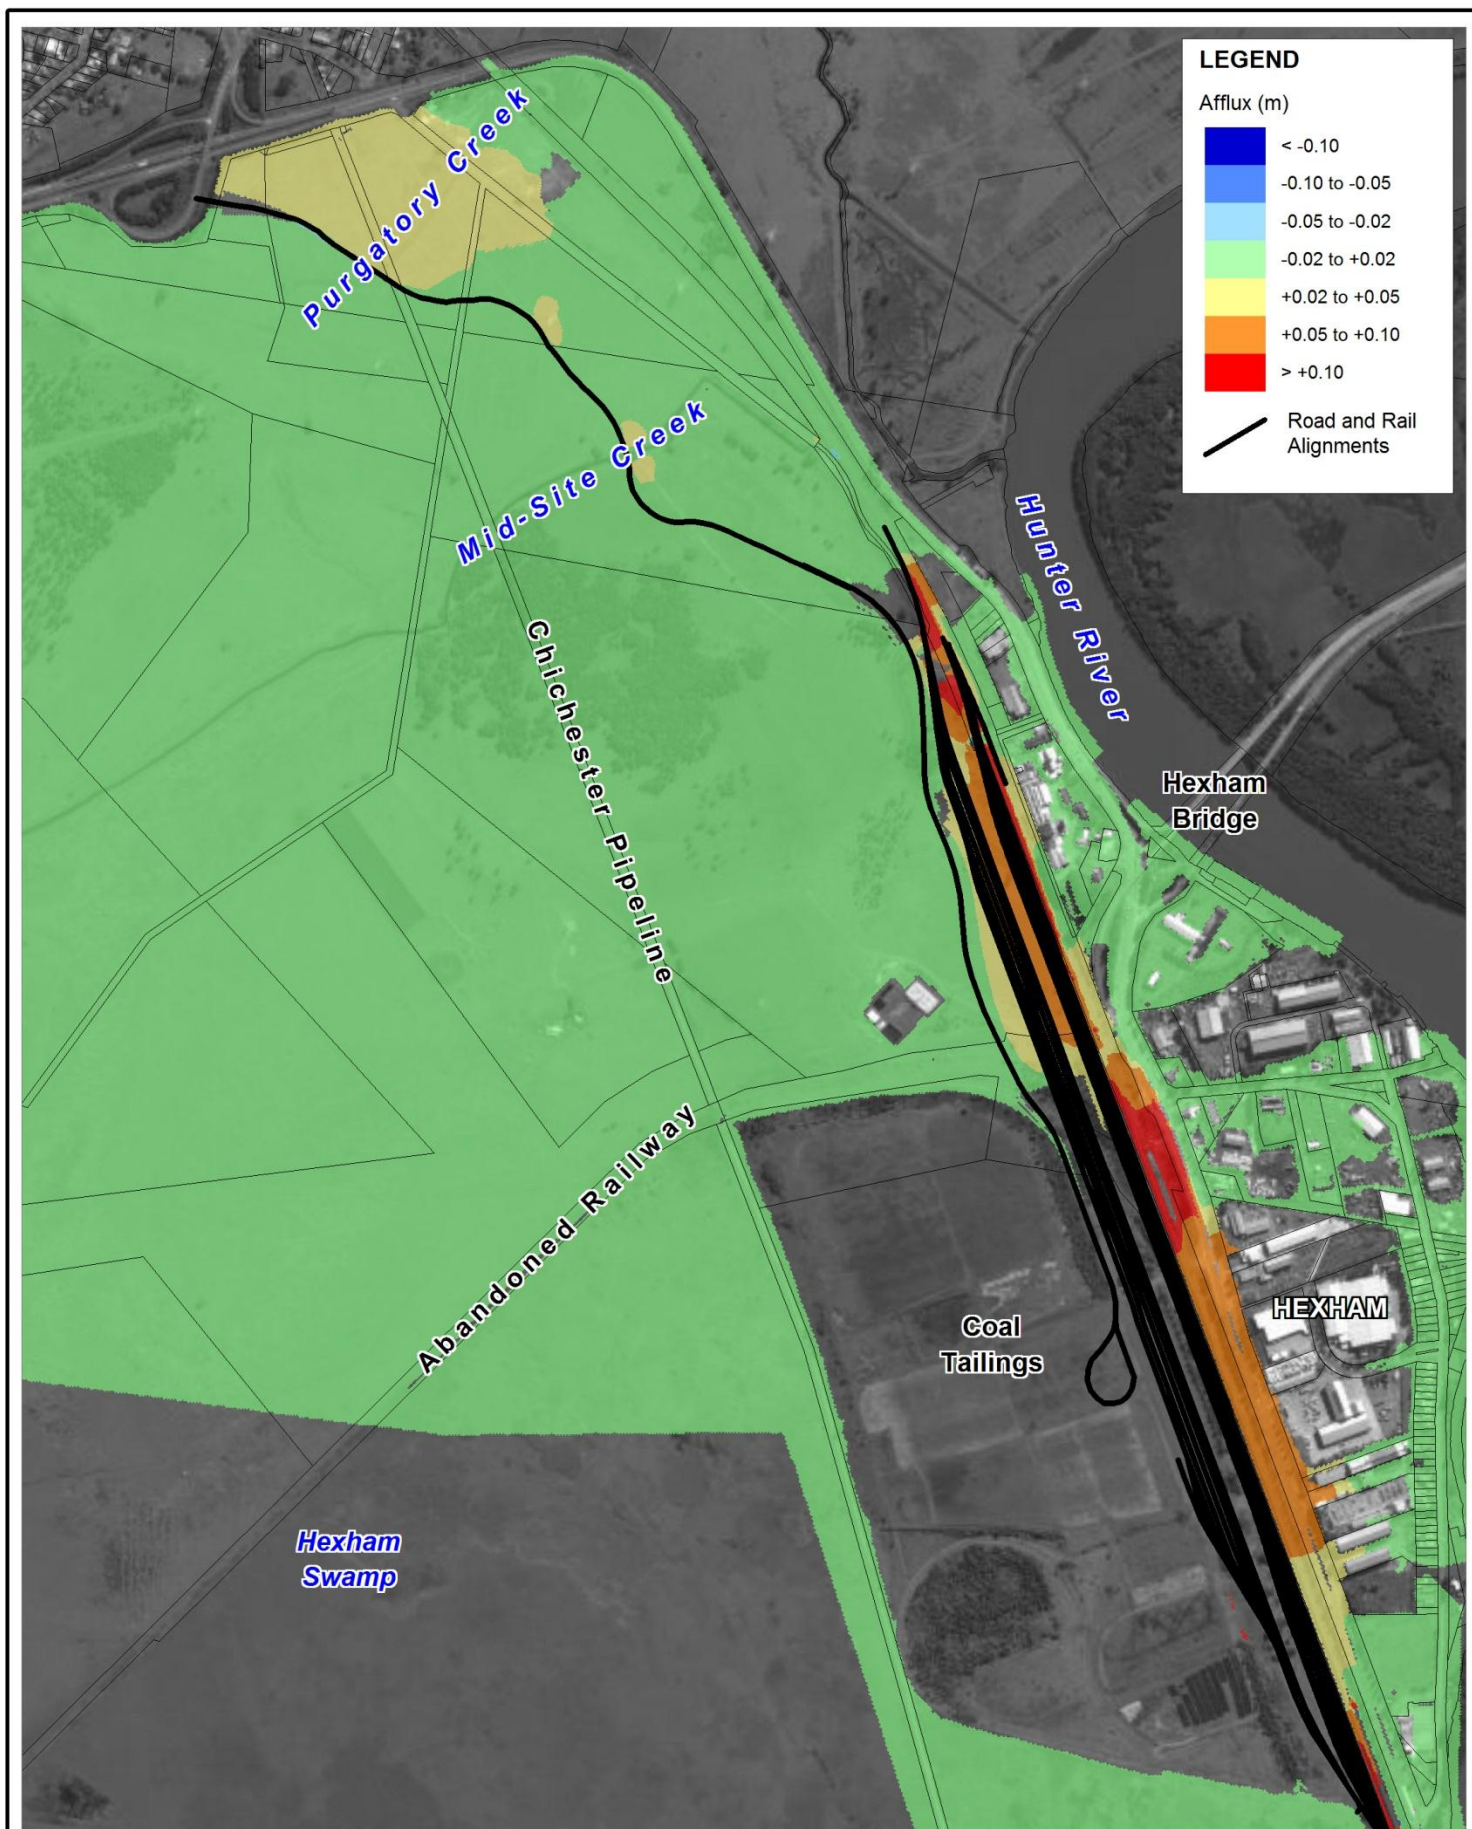 LEGEND
Afflux (m)
< -0.10
-0.10 to -0.05
-0.05 to -0.02
-0.02 to +0.02
+0.02 to +0.05
+0.05 to +0.10
> +0.10
Road and Rail
Alignments
Purgatory Creek
Mid-Site Creek
Hunter River
Chichester Pipeline
Hexham
Bridge
Abandoned Railway
HEXHAM
Coal
Tailings
Hexham
Swamp